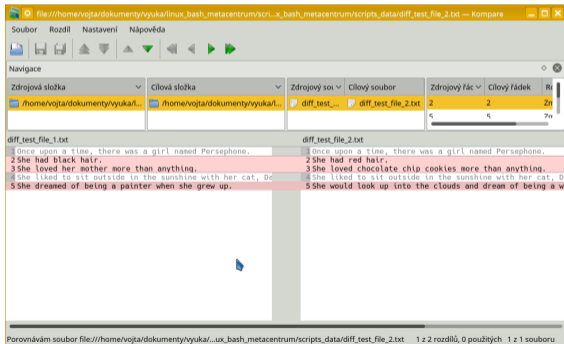 file:///home/vojta/dokumenty/vyuka/linux_bash_metacentrum/scri...x_bash_metacentrum/scripts_data/diff_test_file_2.txt — Kompare
Soubor Rozdíl Nastavení Nápověda
Navigace
Zdrojová složka Cílová složka Zdrojový sou Cílový soubor Zdrojový řác Cílový řádek
/home/vojta/dokumenty/vyuka/l... /home/vojta/dokumenty/vyuka/l... diff_test_... diff_test_file_2.txt 2 2
5 5
diff_test_file_1.txt diff_test_file_2.txt
1 Once upon a time, there was a girl named Persephone. 1 Once upon a time, there was a girl named Persephone.
2 She had black hair. 2 She had red hair.
3 She loved her mother more than anything. 3 She loved chocolate chip cookies more than anything.
4 She liked to sit outside in the sunshine with her cat, Da 4 She liked to sit outside in the sunshine with her cat, D
5 She dreamed of being a painter when she grew up. 5 She would look up into the clouds and dream of being a w
Porovnávám soubor file:///home/vojta/dokumenty/vyuka/...ux_bash_metacentrum/scripts_data/diff_test_file_2.txt 1 z 2 rozdílů, 0 použitých 1 z 1 souboru